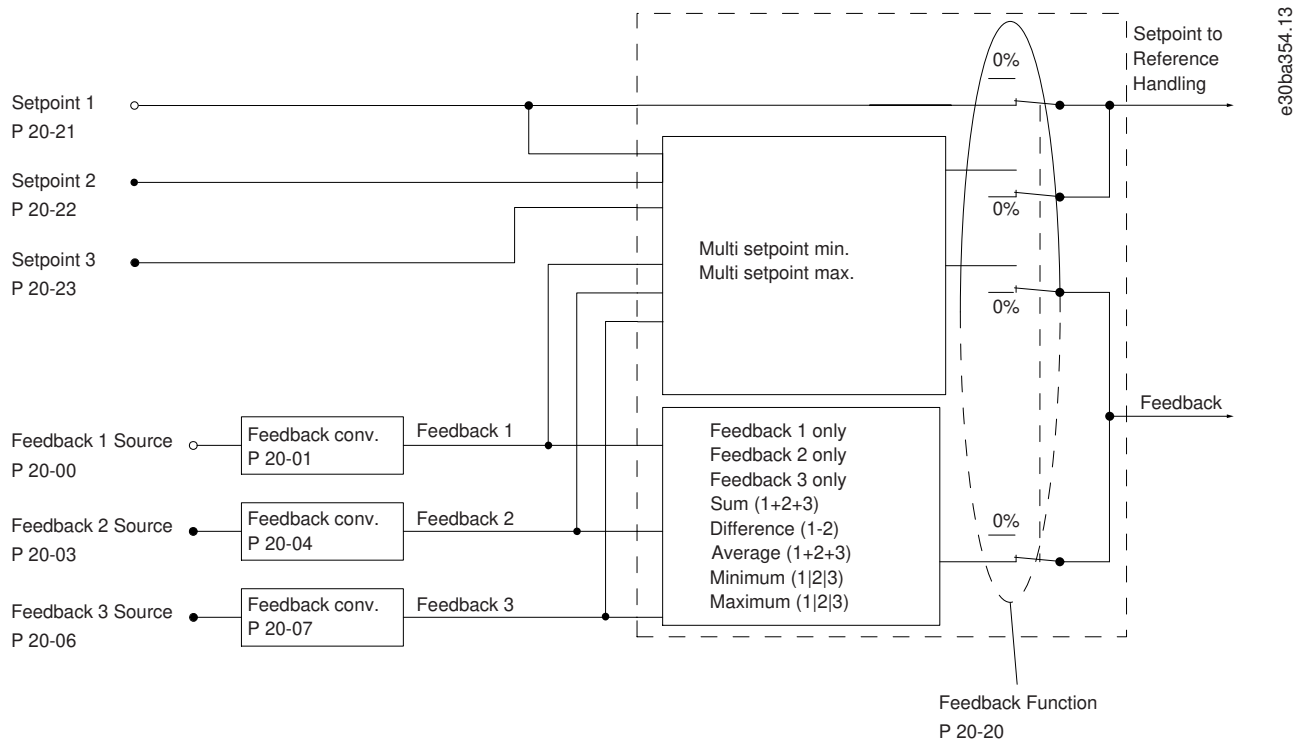 e30ba354.13
Setpoint to
Reference
Handling
0%
Setpoint 1
P 20-21
Setpoint 2
P 20-22
0%
Setpoint 3
P 20-23
Multi setpoint min.
Multi setpoint max.
0%
Feedback
Feedback 1 Source
P 20-00
Feedback conv.
P 20-01
Feedback 1
Feedback 2 Source
P 20-03
Feedback conv.
P 20-04
Feedback 2
Feedback 3 Source
P 20-06
Feedback conv.
P 20-07
Feedback 3
Feedback 1 only
Feedback 2 only
Feedback 3 only
Sum (1+2+3)
Difference (1-2)
Average (1+2+3)
Minimum (1|2|3)
Maximum (1|2|3)
0%
Feedback Function
P 20-20